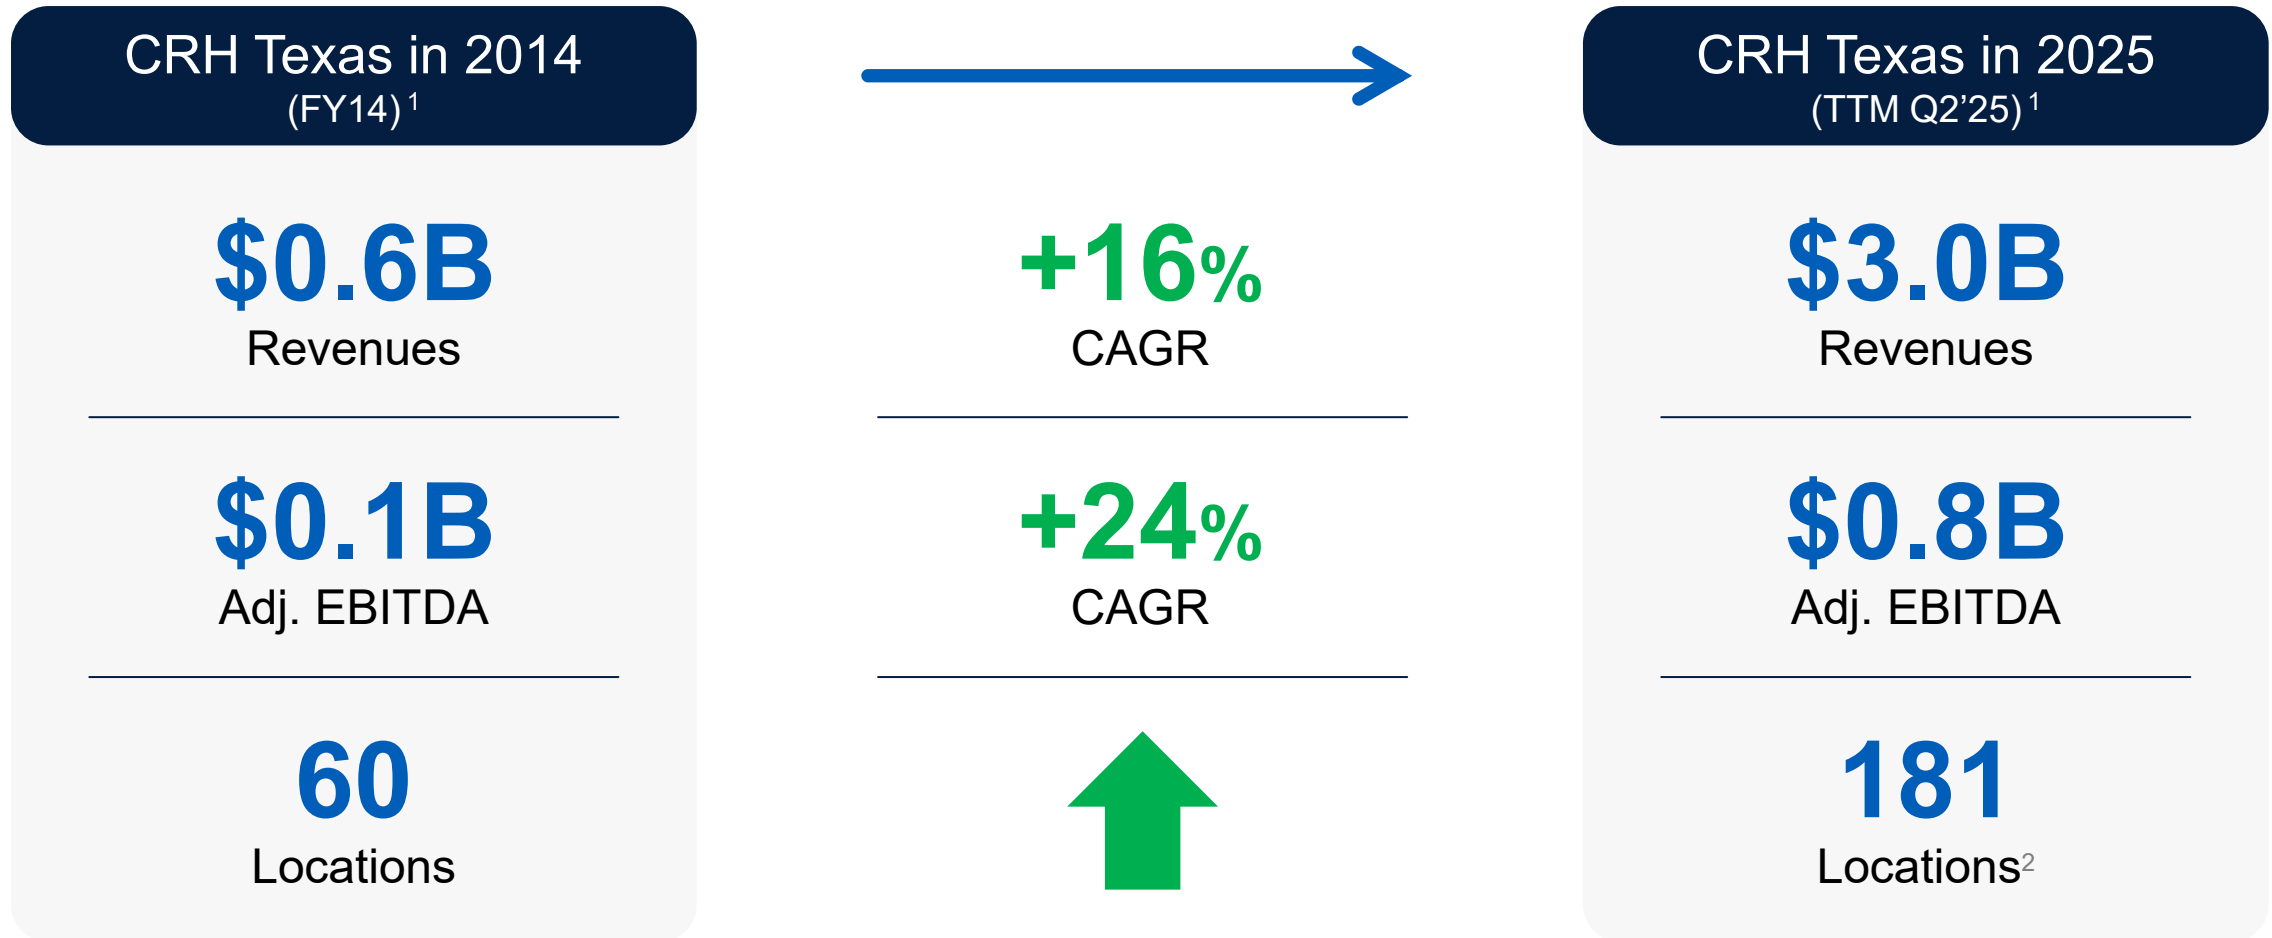 CRH Texas in 2014
(FY14) 1
$0.6B
Revenues
$0.1B
Adj. EBITDA
60
Locations
+16%
CAGR
+24%
CAGR
CRH Texas in 2025
(TTM Q2’25) 1
$3.0B
Revenues
$0.8B
Adj. EBITDA
181
Locations2